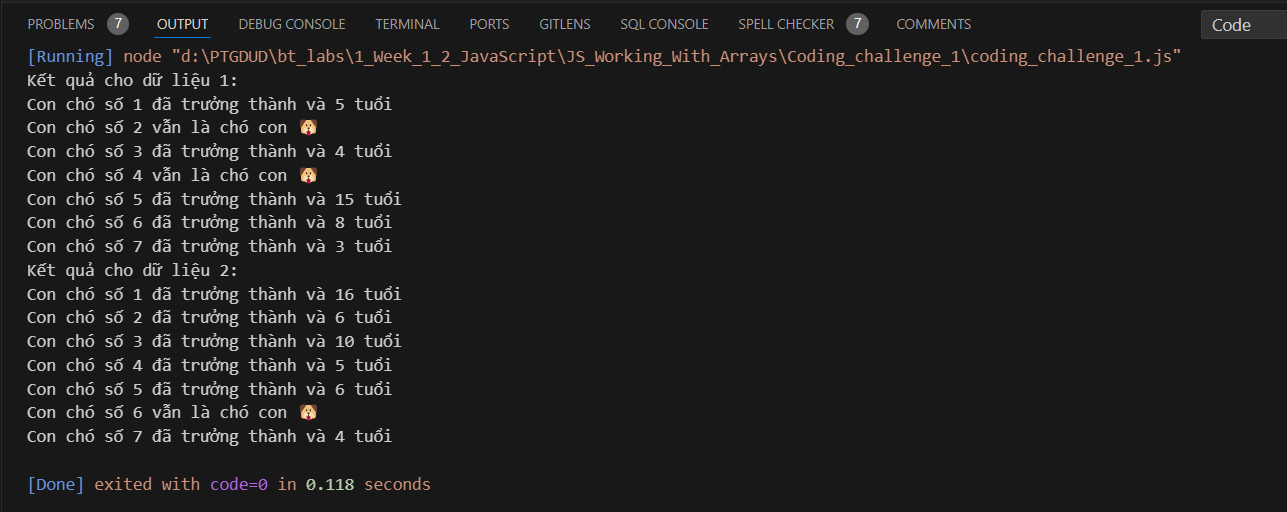 PROBLEMS 7 OUTPUT DEBUG CONSOLE TERMINAL PORTS GITLENS SQL CONSOLE SPELL CHECKER 7 COMMENTS Code
[Running] node "d:\PTGDUD\bt_labs\1_Week_1_2_JavaScript\JS_Working_With_Arrays\Coding_challenge_1\coding_challenge_1.js"
Kết quả cho dữ liệu 1:
Con chó số 1 đã trưởng thành và 5 tuổi
Con chó số 2 vẫn là chó con 🐶
Con chó số 3 đã trưởng thành và 4 tuổi
Con chó số 4 vẫn là chó con 🐶
Con chó số 5 đã trưởng thành và 15 tuổi
Con chó số 6 đã trưởng thành và 8 tuổi
Con chó số 7 đã trưởng thành và 3 tuổi
Kết quả cho dữ liệu 2:
Con chó số 1 đã trưởng thành và 16 tuổi
Con chó số 2 đã trưởng thành và 6 tuổi
Con chó số 3 đã trưởng thành và 10 tuổi
Con chó số 4 đã trưởng thành và 5 tuổi
Con chó số 5 đã trưởng thành và 6 tuổi
Con chó số 6 vẫn là chó con 🐶
Con chó số 7 đã trưởng thành và 4 tuổi
[Done] exited with code=0 in 0.118 seconds